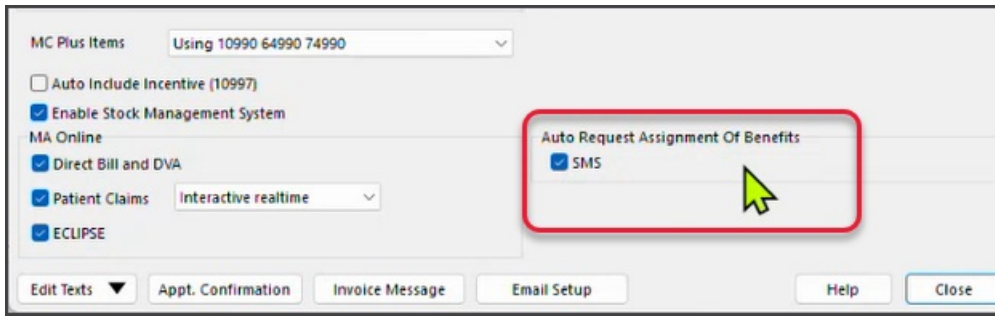 MC Plus Items Using 10990 64990 74990
Auto Include Incentive (10997)
Enable Stock Management System
MA Online
Direct Bill and DVA
Patient Claims Interactive realtime
ECLIPSE
Auto Request Assignment Of Benefits
SMS
Edit Texts Appt. Confirmation Invoice Message Email Setup Help Close